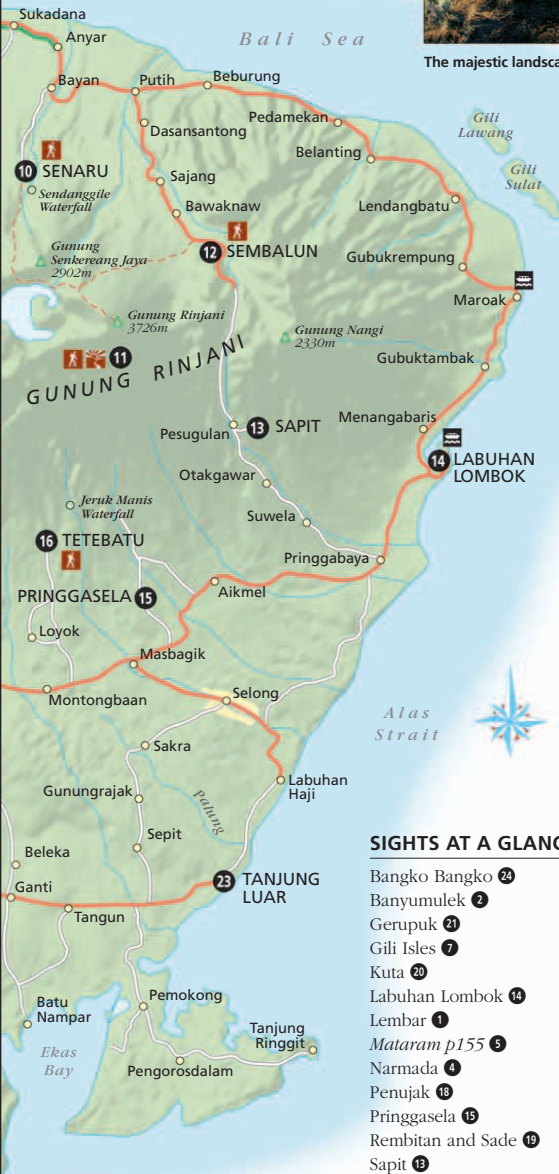 Sukadana
Anyar
Bali Sea
The majestic landsca
Bayan
Putih
Beburung
Pedamekan
Gili
Lawang
Dasansantong
Belanting
Gili
Sulat
10 SENARU
Sajang
Sendanggile
Waterfall
Bawaknaw
Lendangbatu
Gunung
Senkereang Jaya
2902m
12 SEMBALUN
Gubukrempung
Maroak
Gunung Rinjani
3726m
Gunung Nangi
2330m
11
GUNUNG RINJANI
Gubuktambak
Menangabaris
Pesugulan
13 SAPIT
14 LABUHAN
LOMBOK
Otakgawar
Jeruk Manis
Waterfall
Suwela
16 TETEBATU
Pringgabaya
PRINGGASELA 15
Aikmel
Loyok
Masbagik
Montongbaan
Selong
Alas
Strait
Sakra
Labuhan
Haji
Gunungrajak
Palung
Sepit
Beleka
23 TANJUNG
LUAR
Ganti
Tangun
Batu
Nampar
Pemokong
Tanjung
Ringgit
Ekas
Bay
Pengorosdalam
SIGHTS AT A GLANC
Bangko Bangko 24
Banyumulek 2
Gerupuk 21
Gili Isles 7
Kuta 20
Labuhan Lombok 14
Lembar 1
Mataram p155 5
Narmada 4
Penujak 18
Pringgasela 15
Rembitan and Sade 19
Sapit 13